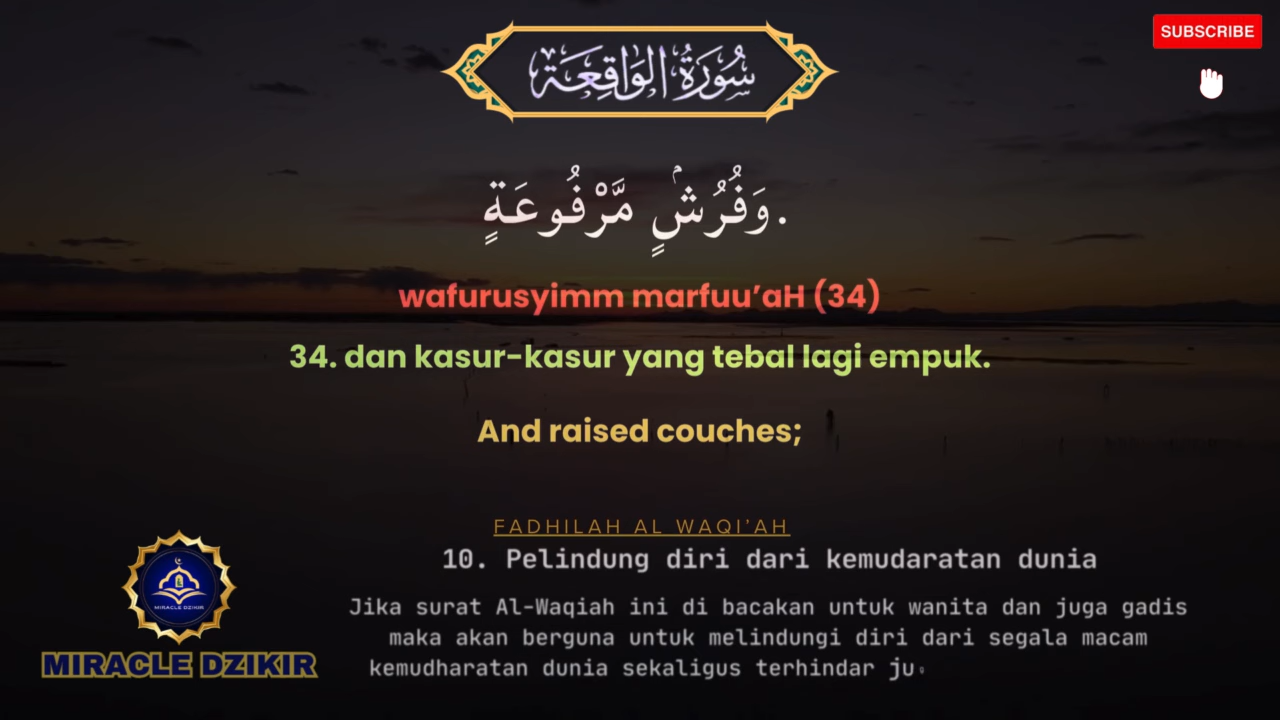 SUBSCRIBE
سُورَةُ الْوَاقِعَة
وَفُرُشٍۢ مَّرْفُوعَةٍ.
wafurusyimm marfuu’aH (34)
34. dan kasur-kasur yang tebal lagi empuk.
And raised couches;
FADHILAH AL WAQI’AH
10. Pelindung diri dari kemudaratan dunia
Jika surat Al-Waqiah ini di bacakan untuk wanita dan juga gadis
maka akan berguna untuk melindungi diri dari segala macam
kemudharatan dunia sekaligus terhindar ju
MIRACLE DZIKIR
MIRACLE DZIKIR